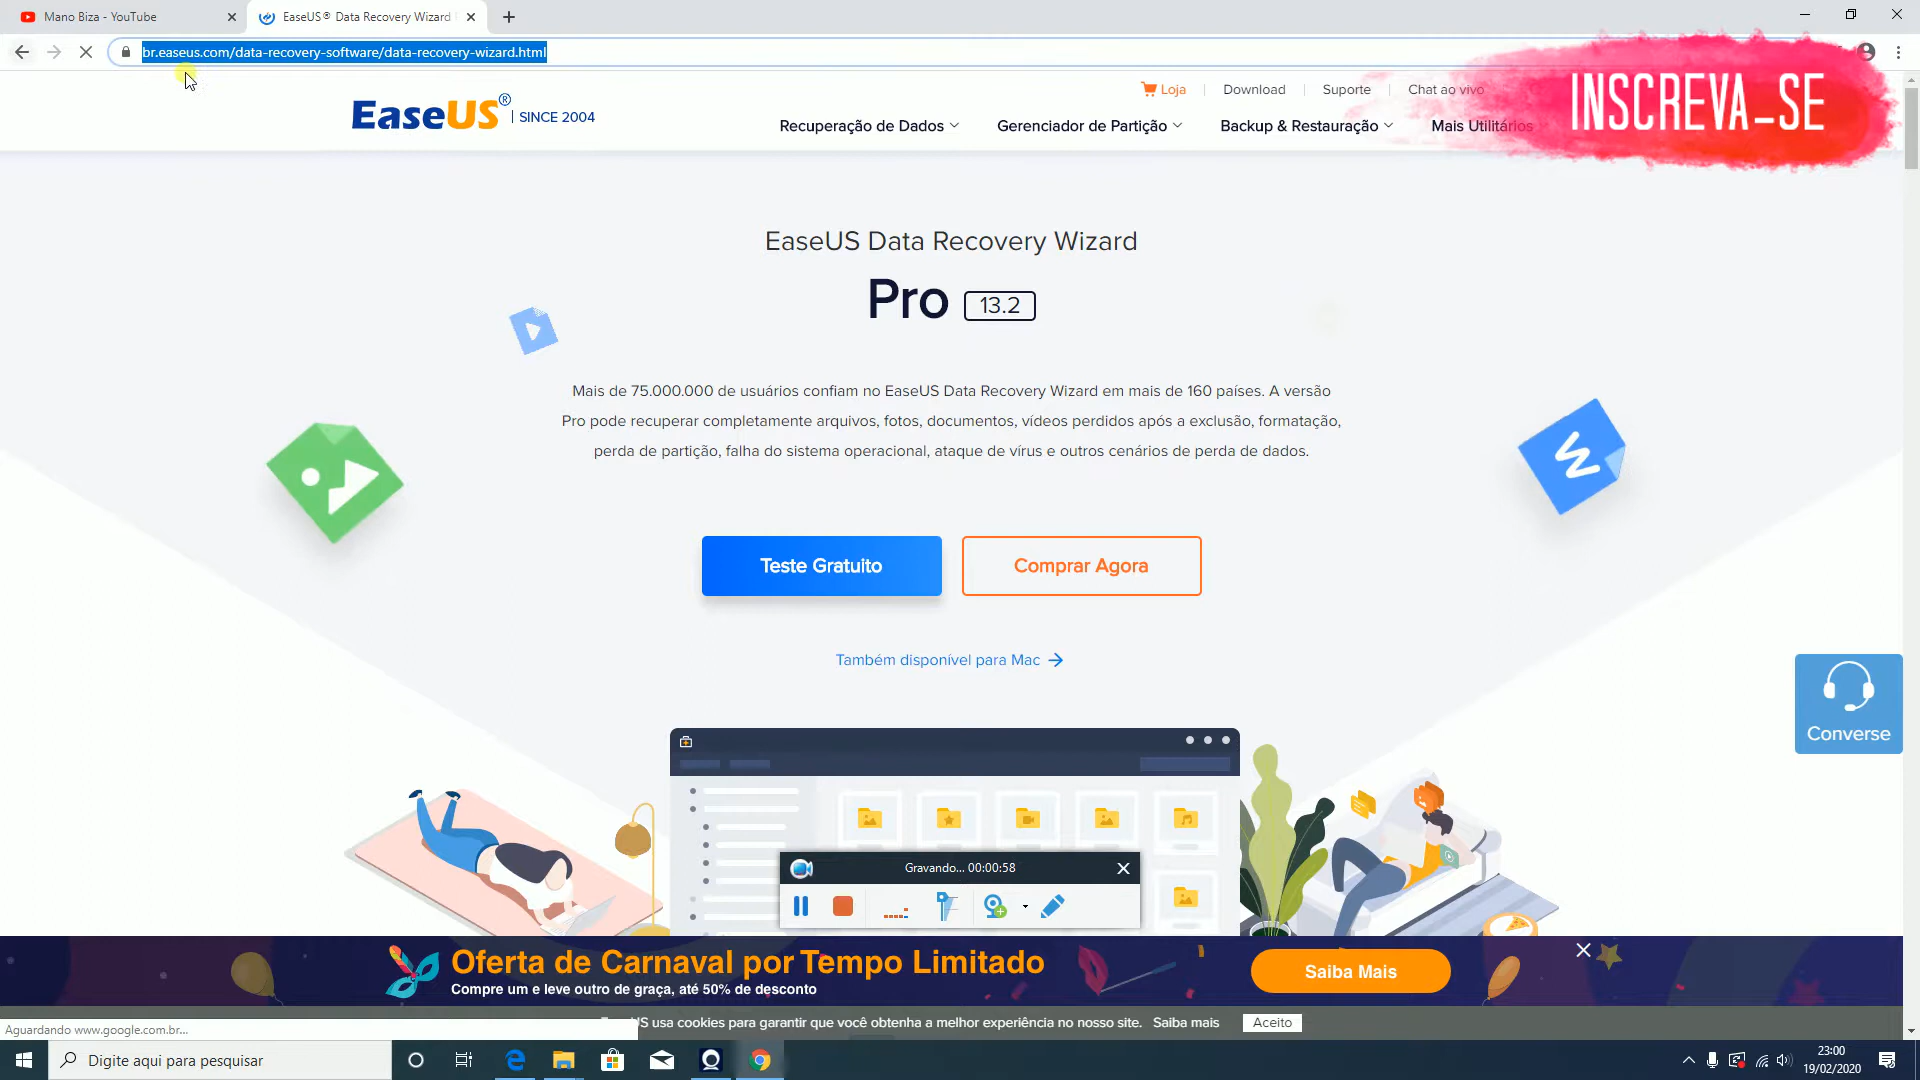 Mano Biza - YouTube
EaseUS® Data Recovery Wizard
br.easeus.com/data-recovery-software/data-recovery-wizard.html
INSCREVA_SE
Loja
Download
Suporte
Chat ao vivo
EaseUS® SINCE 2004
Recuperação de Dados
Gerenciador de Partição
Backup & Restauração
Mais Utilitários
EaseUS Data Recovery Wizard
Pro 13.2
Mais de 75.000.000 de usuários confiam no EaseUS Data Recovery Wizard em mais de 160 países. A versão
Pro pode recuperar completamente arquivos, fotos, documentos, vídeos perdidos após a exclusão, formatação,
perda de partição, falha do sistema operacional, ataque de vírus e outros cenários de perda de dados.
W
Teste Gratuito
Comprar Agora
Também disponível para Mac
Converse
Gravando... 00:00:58
Oferta de Carnaval por Tempo Limitado
Compre um e leve outro de graça, até 50% de desconto
Saiba Mais
EaseUS usa cookies para garantir que você obtenha a melhor experiência no nosso site. Saiba mais
Aceito
Aguardando www.google.com.br...
Digite aqui para pesquisar
23:00
19/02/2020